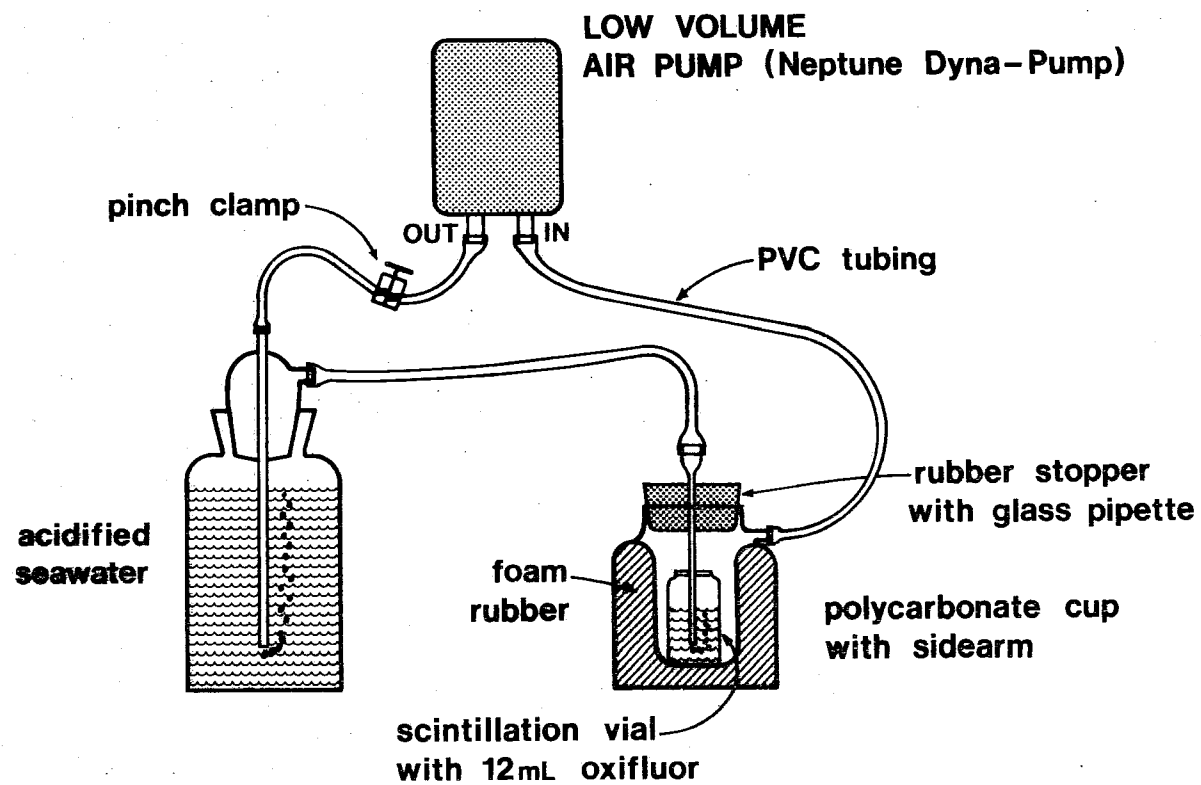 LOW VOLUME
AIR PUMP (Neptune Dyna-Pump)
pinch clamp
OUT
IN
PVC tubing
rubber stopper
with glass pipette
acidified
seawater
foam
rubber
polycarbonate cup
with sidearm
scintillation vial
with 12mL oxifluor